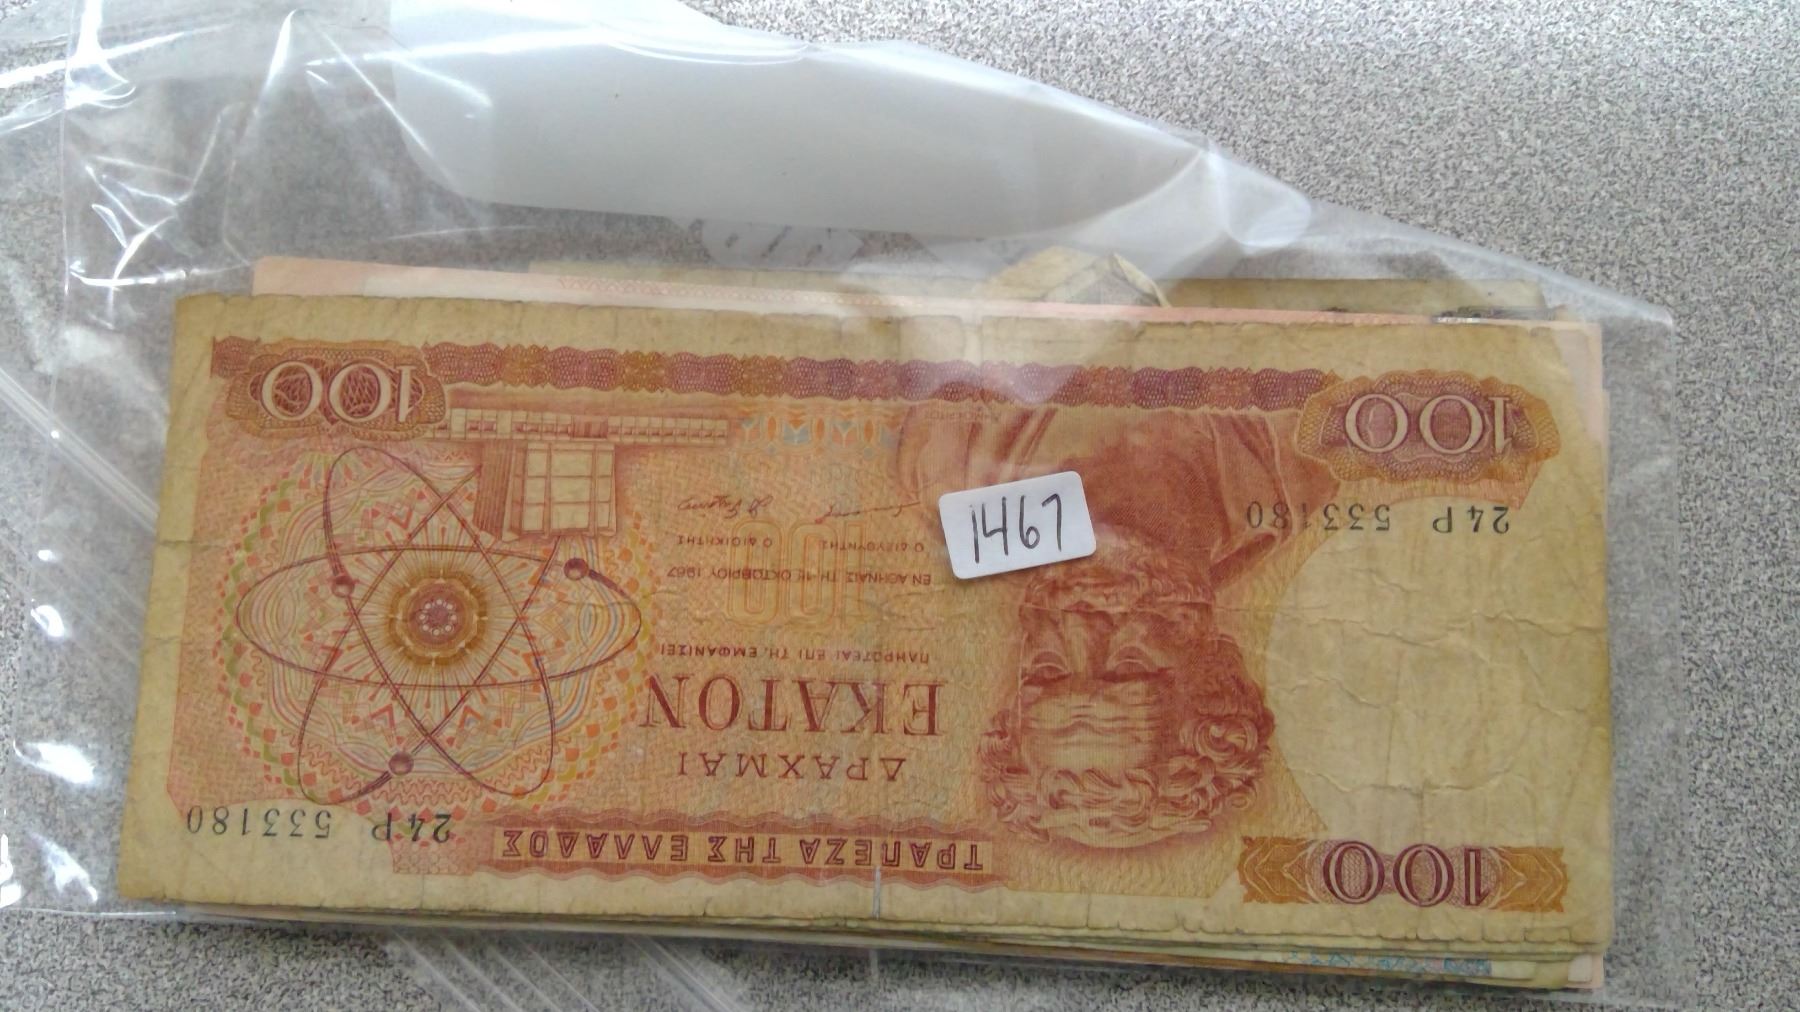 1467
ΤΡΑΠΕΖΑ ΤΗΣ ΕΛΛΑΔΟΣ
100
24Ρ 533180
ΔΡΑΧΜΑΙ
ΕΚΑΤΟΝ
ΠΛΗΡΩΤΕΑΙ ΕΠΙ ΤΗ ΕΜΦΑΝΙΣΕΙ
ΕΝ ΑΘΗΝΑΙΣ ΤΗ 1Η ΟΚΤΩΒΡΙΟΥ 1967
Ο ΔΙΕΥΘΥΝΤΗΣ Ο ΔΙΟΙΚΗΤΗΣ
100
24Ρ 533180
100
100